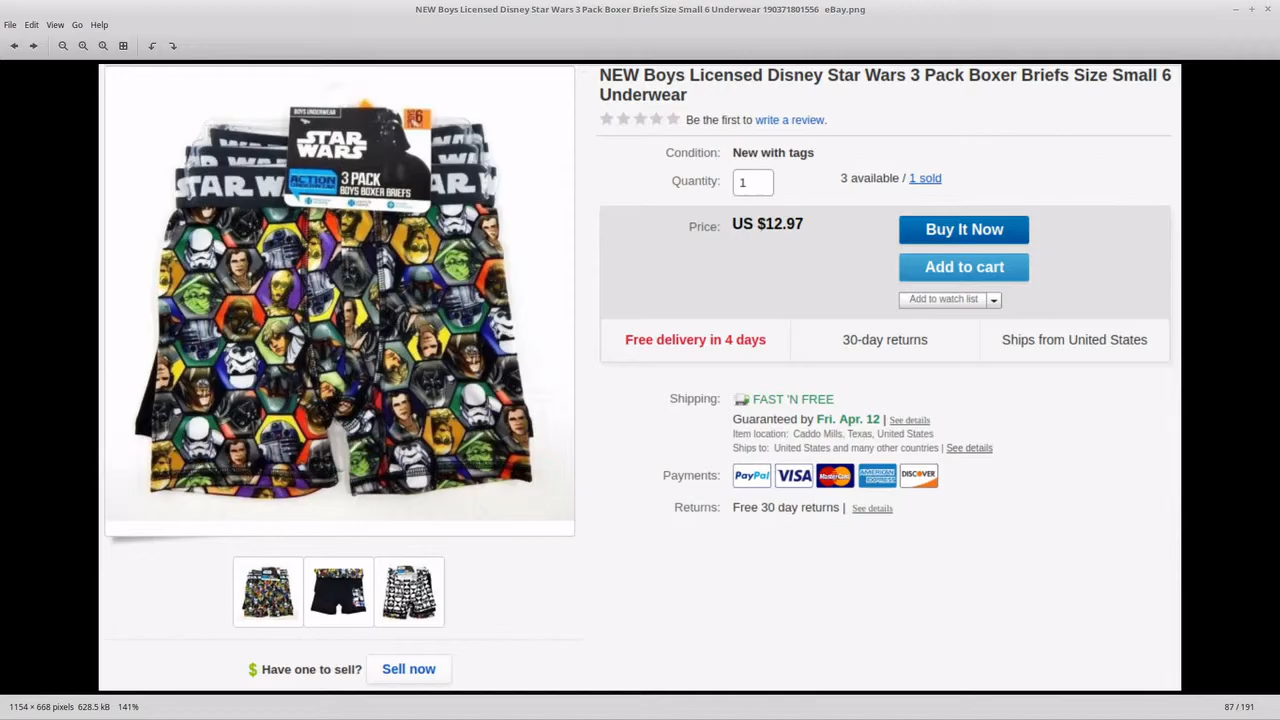 NEW Boys Licensed Disney Star Wars 3 Pack Boxer Briefs Size Small 6 Underwear 190371801556   eBay.png
File Edit View Go Help
NEW Boys Licensed Disney Star Wars 3 Pack Boxer Briefs Size Small 6
Underwear
Be the first to write a review.
Condition: New with tags
Quantity: 1
3 available / 1 sold
Price: US $12.97
Buy It Now
Add to cart
Add to watch list
Free delivery in 4 days
30-day returns
Ships from United States
Shipping: FAST 'N FREE
Guaranteed by Fri. Apr. 12 | See details
Item location: Caddo Mills, Texas, United States
Ships to: United States and many other countries | See details
Payments: PayPal VISA MasterCard AMERICAN EXPRESS DISCOVER
Returns: Free 30 day returns | See details
BOYS UNDERWEAR
6
STAR
WARS
STAR W
AR W
3 PACK
BOYS BOXER BRIEFS
ACTION
$ Have one to sell? Sell now
1154 × 668 pixels 628.5 kB 141%
87 / 191